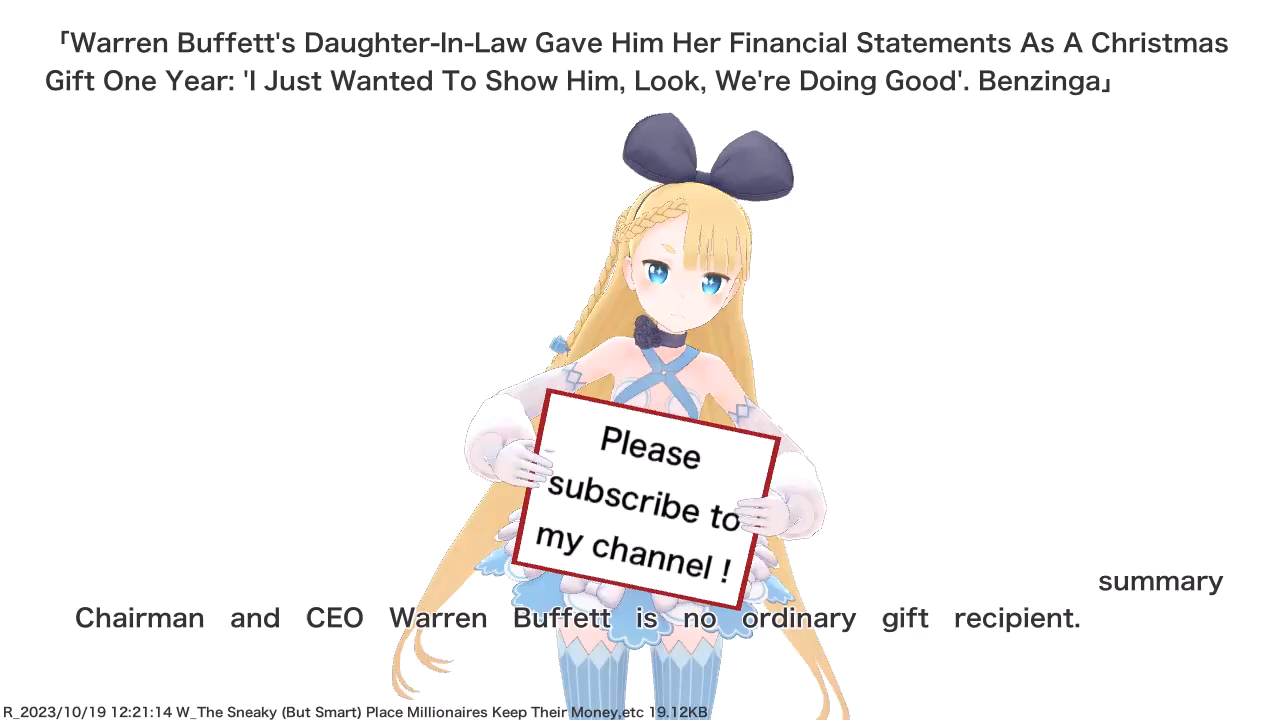 「Warren Buffett's Daughter-In-Law Gave Him Her Financial Statements As A Christmas
Gift One Year: 'I Just Wanted To Show Him, Look, We're Doing Good'. Benzinga」
Please
subscribe to
my channel !
summary
Chairman and CEO Warren Buffett is no ordinary gift recipient.
R_2023/10/19 12:21:14 W_The Sneaky (But Smart) Place Millionaires Keep Their Money,etc 19.12KB